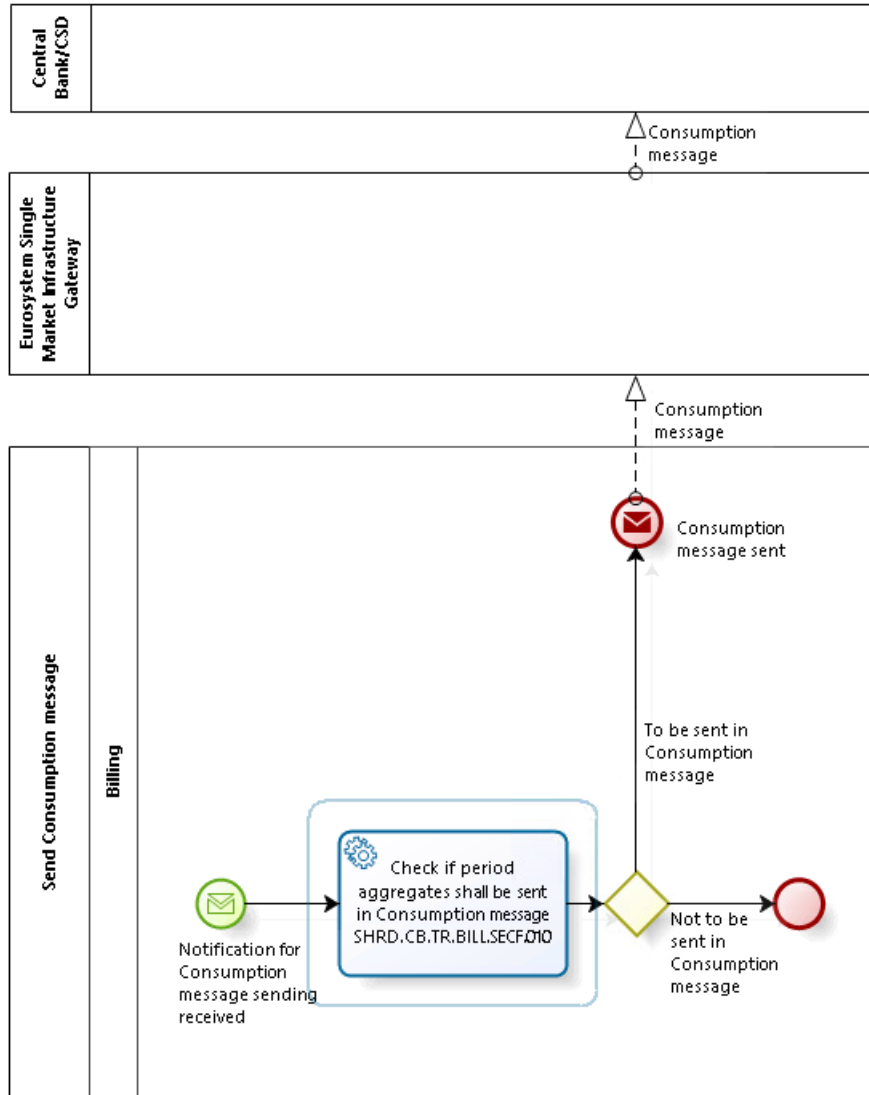 Central
Bank/CSD
Consumption
message
Eurosystem Single
Market Infrastructure
Gateway
Consumption
message
Send Consumption message
Billing
Consumption
message sent
To be sent in
Consumption
message
Check if period
aggregates shall be sent
in Consumption message
SHRD.CB.TR.BILL.SECF.010
Notification for
Consumption
message sending
received
Not to be
sent in
Consumption
message